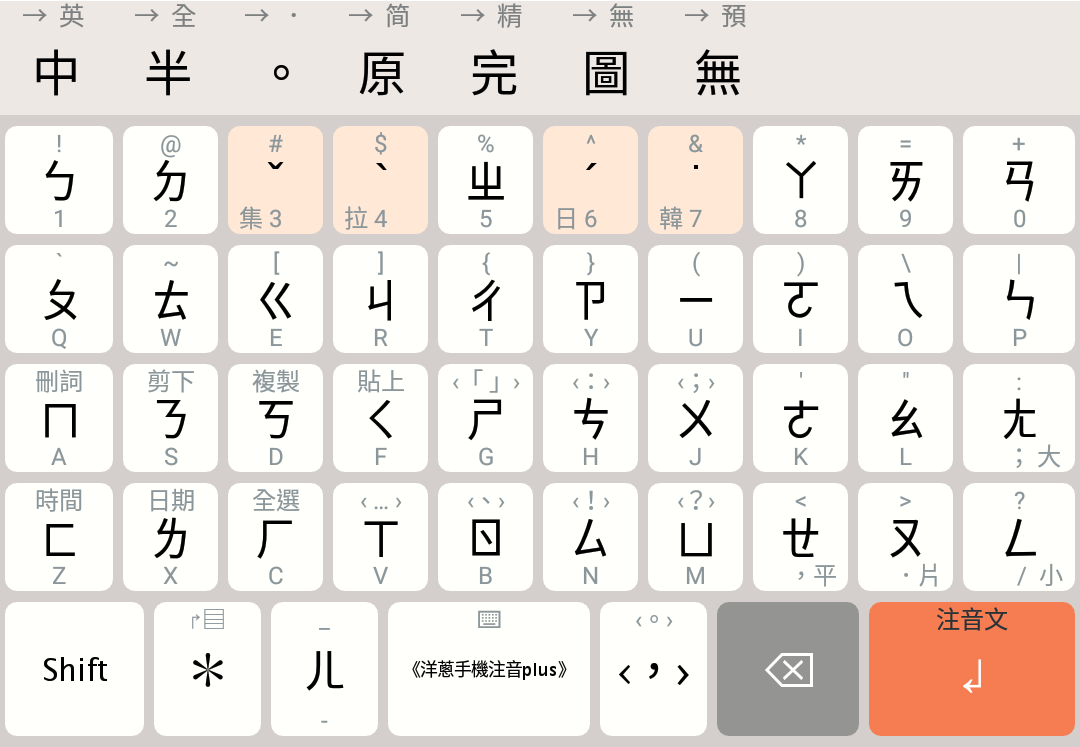 → 英 → 全 → · → 简 → 精 → 無 → 預
中 半 。 原 完 圖 無
! @ # $ % ^ & * = +
ㄅ ㄉ ˇ ˋ ㄓ ˊ ˙ ㄚ ㄞ ㄢ
1 2 集 3 拉 4 5 日 6 韓 7 8 9 0
` ~ [ ] { } ( ) \ |
ㄆ ㄊ ㄍ ㄐ ㄔ ㄗ ㄧ ㄛ ㄟ ㄣ
Q W E R T Y U I O P
刪詞 剪下 複製 貼上 ‹「」› ‹：› ‹；› ' " :
ㄇ ㄋ ㄎ ㄑ ㄕ ㄘ ㄨ ㄜ ㄠ ㄤ
A S D F G H J K L ；大
時間 日期 全選 ‹…› ‹、› ‹！› ‹？› < > ?
ㄈ ㄌ ㄏ ㄒ ㄖ ㄙ ㄩ ㄝ ㄡ ㄥ
Z X C V B N M ，平 ·片 / 小
_ ‹。› 注音文
Shift ＊ ㄦ 《洋蔥手機注音plus》 ‹，›
-